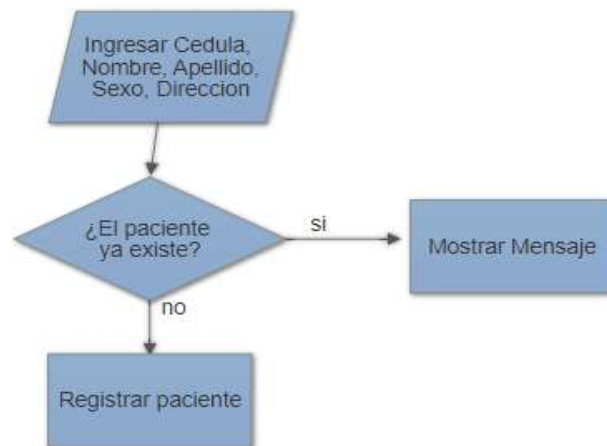 Ingresar Cedula,
Nombre, Apellido,
Sexo, Direccion
¿El paciente
ya existe?
si
Mostrar Mensaje
no
Registrar paciente